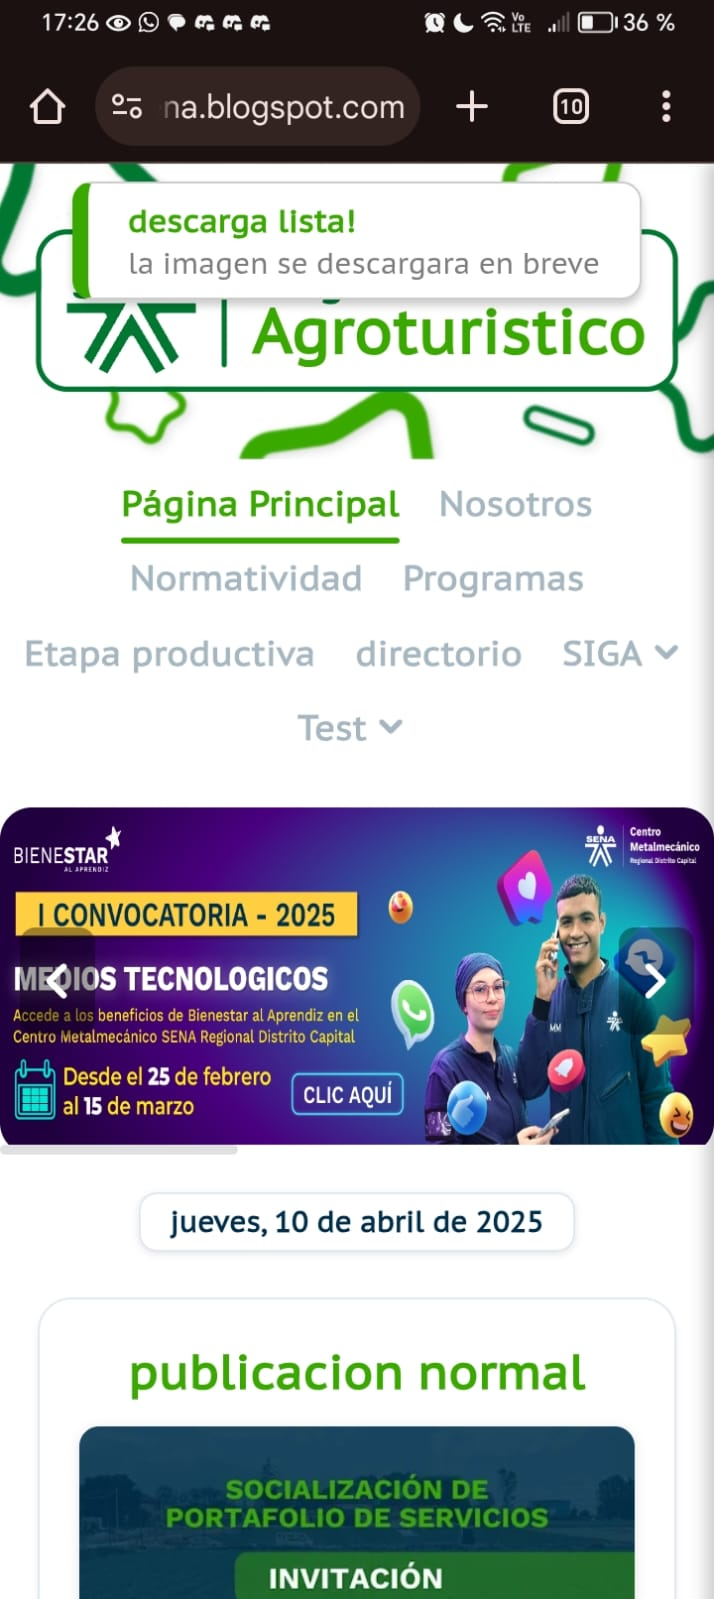 17:26 Vo LTE 36 %
na.blogspot.com 10
descarga lista!
la imagen se descargara en breve
Agroturistico
Página Principal Nosotros
Normatividad Programas
Etapa productiva directorio SIGA
Test
BIENESTAR
AL APRENDIZ
SENA
Centro
Metalmecánico
Regional Distrito Capital
I CONVOCATORIA - 2025
MEDIOS TECNOLOGICOS
Accede a los beneficios de Bienestar al Aprendiz en el
Centro Metalmecánico SENA Regional Distrito Capital
Desde el 25 de febrero
al 15 de marzo
CLIC AQUÍ
MM
jueves, 10 de abril de 2025
publicacion normal
SOCIALIZACIÓN DE
PORTAFOLIO DE SERVICIOS
INVITACIÓN